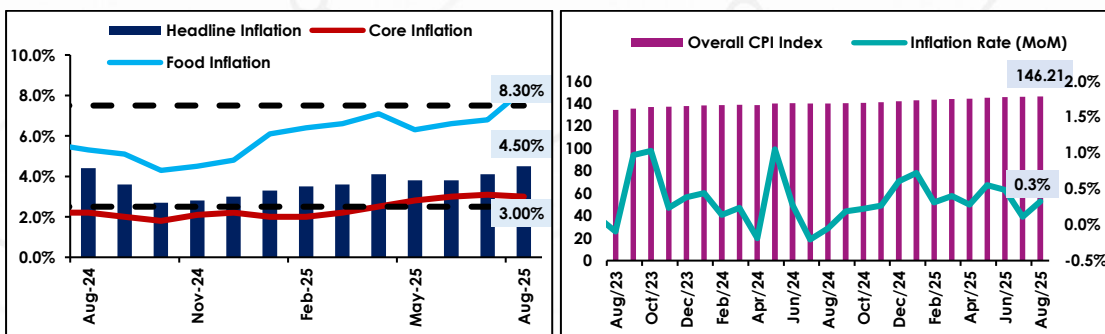 Headline Inflation
Core Inflation
Food Inflation
10.0%
8.0%
6.0%
4.0%
2.0%
0.0%
8.30%
4.50%
3.00%
Aug-24
Nov-24
Feb-25
May-25
Aug-25
Overall CPI Index
Inflation Rate (MoM)
160
140
120
100
80
60
40
20
0
146.21
0.3%
2.0%
1.5%
1.0%
0.5%
0.0%
-0.5%
Aug/23
Oct/23
Dec/23
Feb/24
Apr/24
Jun/24
Aug/24
Oct/24
Dec/24
Feb/25
Apr/25
Jun/25
Aug/25